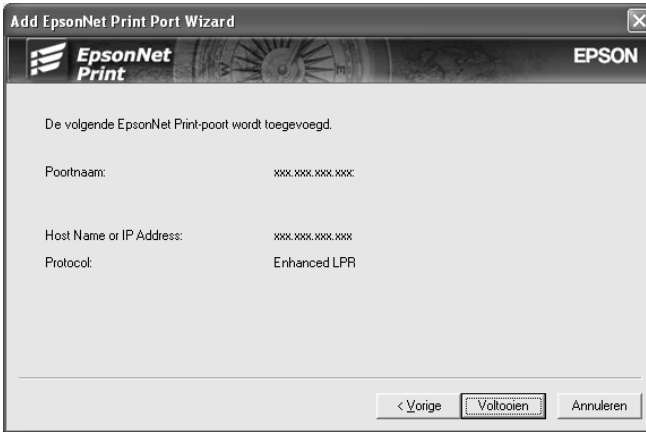 Add EpsonNet Print Port Wizard
EpsonNet
Print
EPSON
De volgende EpsonNet Print-poort wordt toegevoegd.
Poortnaam: xxx.xxx.xxx.xxx:
Host Name or IP Address: xxx.xxx.xxx.xxx
Protocol: Enhanced LPR
< Vorige Voltooien Annuleren